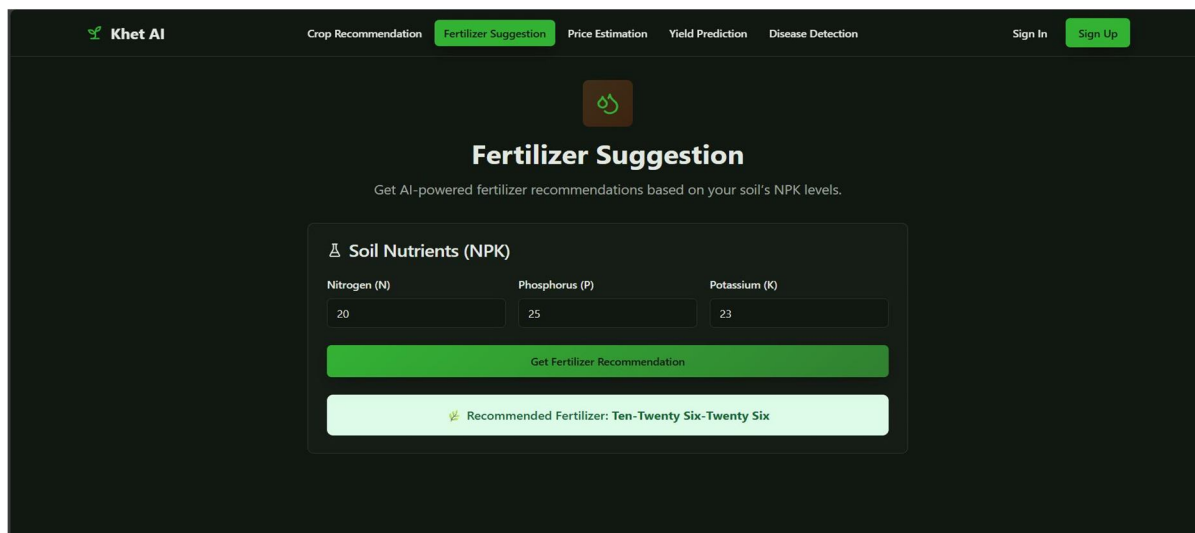 Khet AI
Crop Recommendation Fertilizer Suggestion Price Estimation Yield Prediction Disease Detection
Sign In Sign Up
Fertilizer Suggestion
Get AI-powered fertilizer recommendations based on your soil's NPK levels.
Soil Nutrients (NPK)
Nitrogen (N) Phosphorus (P) Potassium (K)
20 25 23
Get Fertilizer Recommendation
Recommended Fertilizer: Ten-Twenty Six-Twenty Six